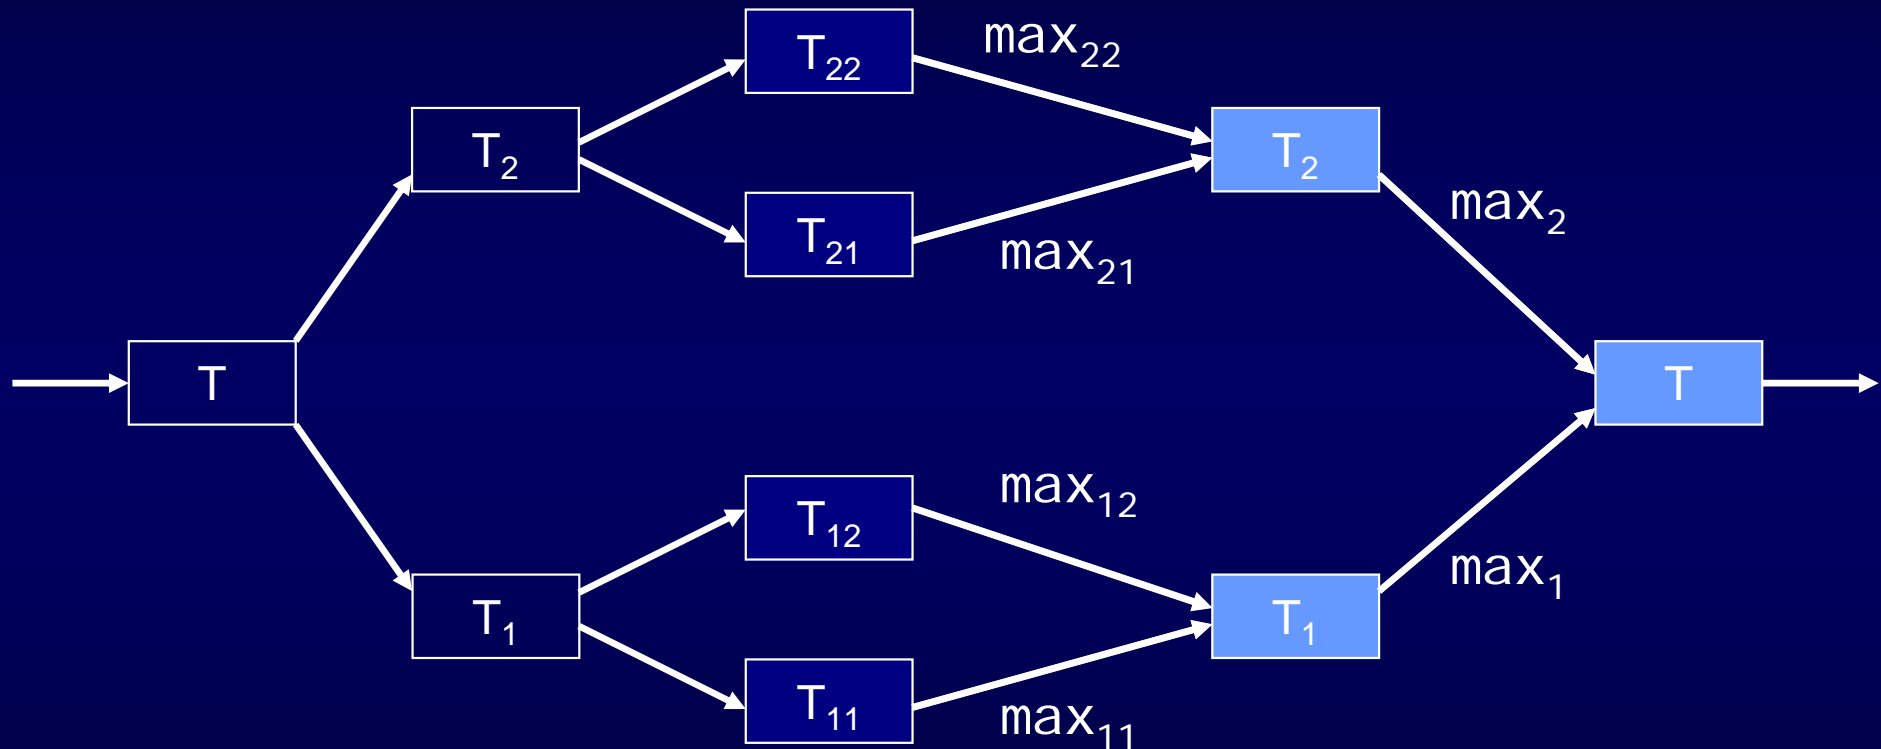 T₂₂
max₂₂
T₂
T₂
max₂
T₂₁
max₂₁
T
T
T₁₂
max₁₂
T₁
T₁
max₁
T₁₁
max₁₁